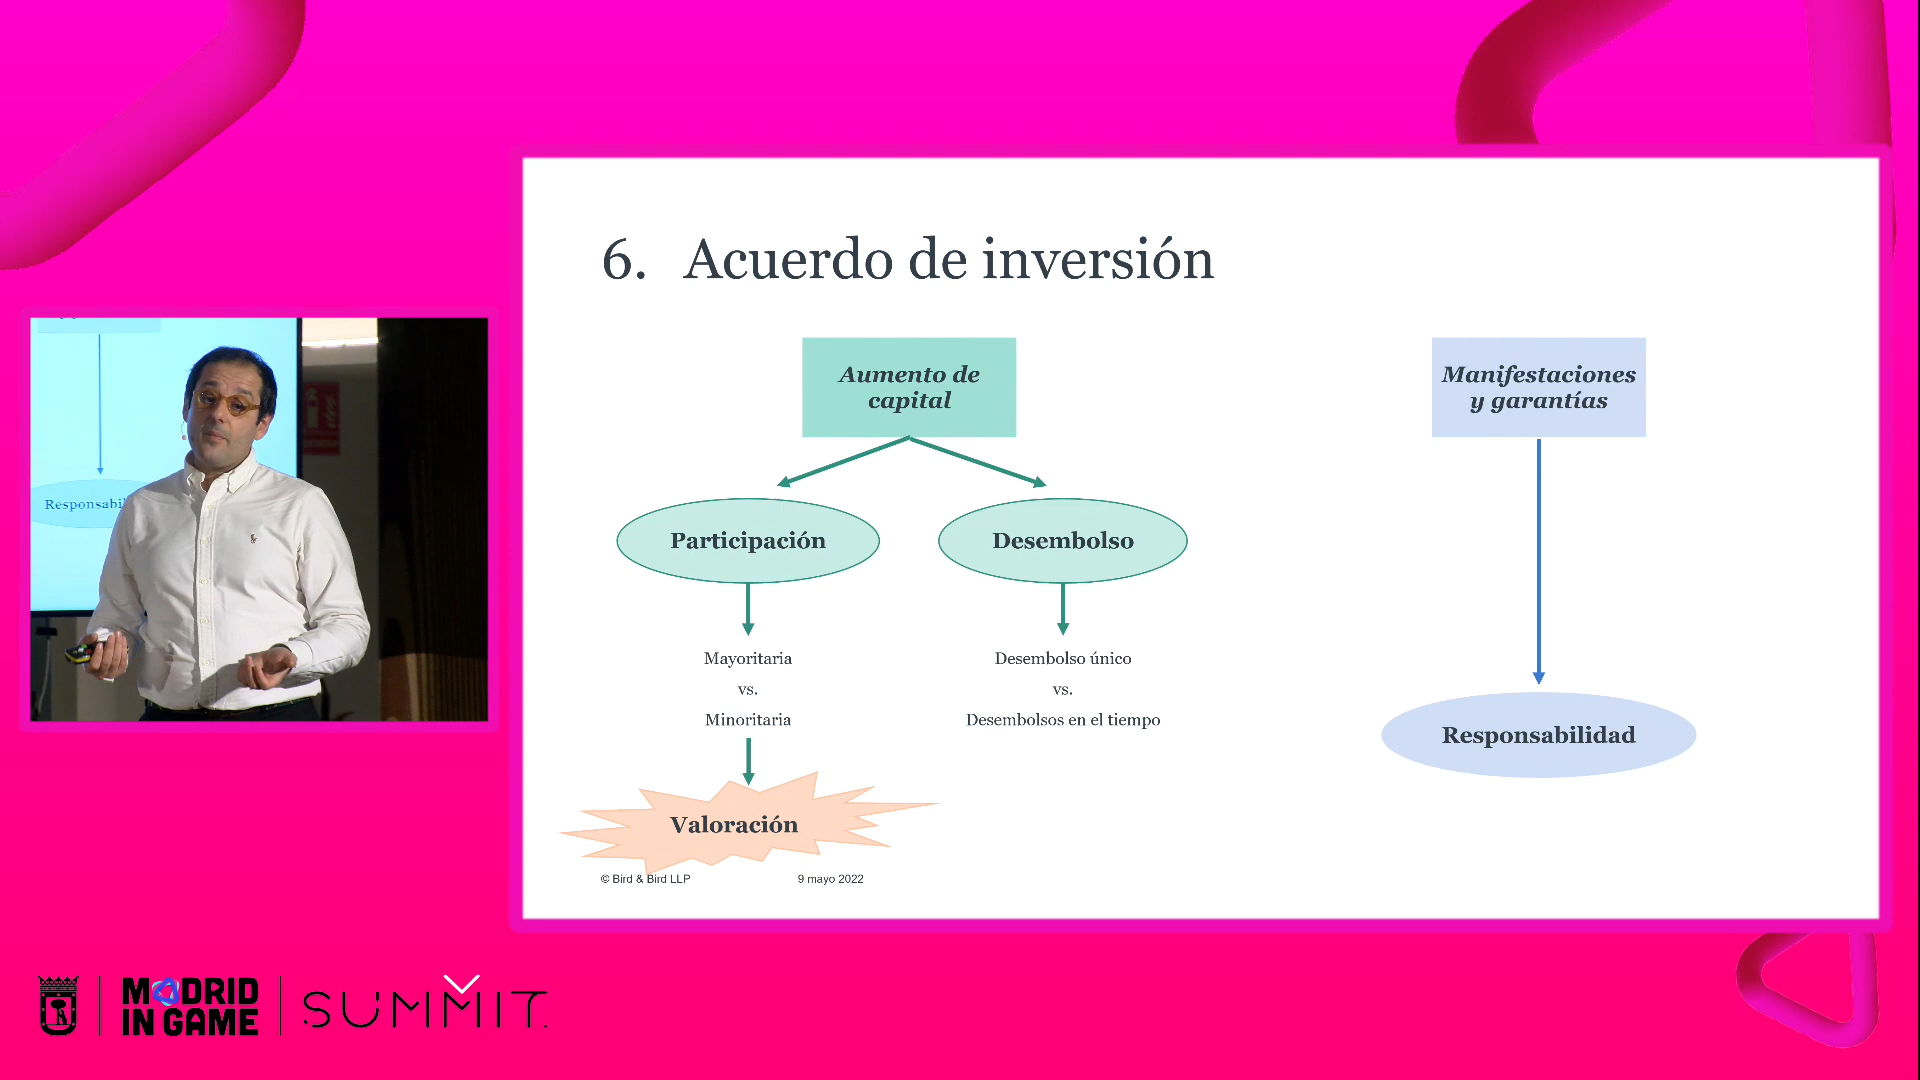 6. Acuerdo de inversión
Aumento de
capital
Manifestaciones
y garantías
Participación
Desembolso
Mayoritaria
vs.
Minoritaria
Desembolso único
vs.
Desembolsos en el tiempo
Responsabilidad
Valoración
© Bird & Bird LLP
9 mayo 2022
Responsabil
MADRID
IN GAME
SUMMIT